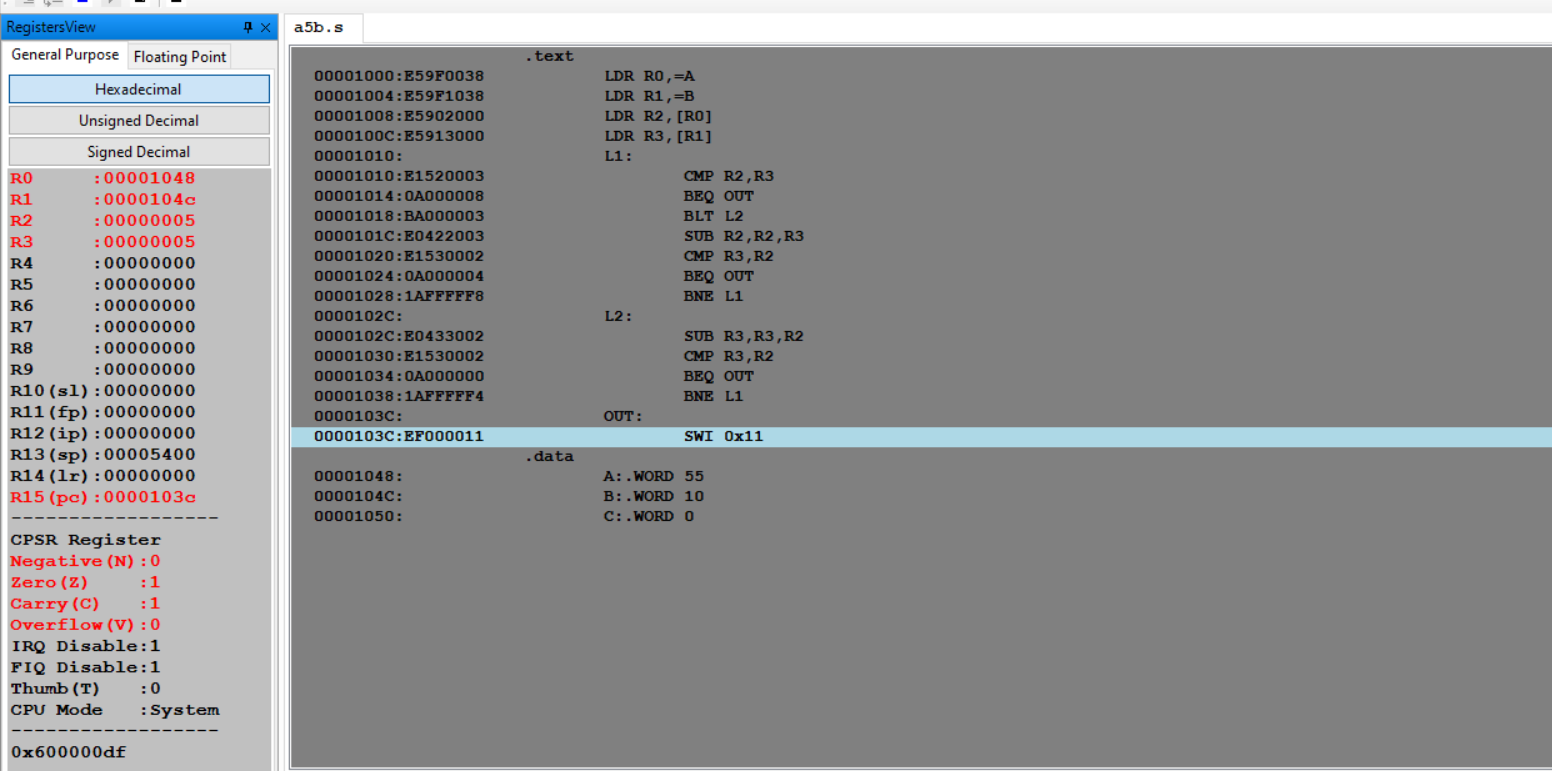 RegistersView
General Purpose Floating Point
Hexadecimal
Unsigned Decimal
Signed Decimal
R0 :00001048
R1 :0000104c
R2 :00000005
R3 :00000005
R4 :00000000
R5 :00000000
R6 :00000000
R7 :00000000
R8 :00000000
R9 :00000000
R10(sl):00000000
R11(fp):00000000
R12(ip):00000000
R13(sp):00005400
R14(lr):00000000
R15(pc):0000103c
------------------
CPSR Register
Negative(N):0
Zero(Z) :1
Carry(C) :1
Overflow(V):0
IRQ Disable:1
FIQ Disable:1
Thumb(T) :0
CPU Mode :System
------------------
0x600000df
a5b.s
.text
00001000:E59F0038 LDR R0,=A
00001004:E59F1038 LDR R1,=B
00001008:E5902000 LDR R2,[R0]
0000100C:E5913000 LDR R3,[R1]
00001010: L1:
00001010:E1520003 CMP R2,R3
00001014:0A000008 BEQ OUT
00001018:BA000003 BLT L2
0000101C:E0422003 SUB R2,R2,R3
00001020:E1530002 CMP R3,R2
00001024:0A000004 BEQ OUT
00001028:1AFFFFF8 BNE L1
0000102C: L2:
0000102C:E0433002 SUB R3,R3,R2
00001030:E1530002 CMP R3,R2
00001034:0A000000 BEQ OUT
00001038:1AFFFFF4 BNE L1
0000103C: OUT:
0000103C:EF000011 SWI 0x11
.data
00001048: A:.WORD 55
0000104C: B:.WORD 10
00001050: C:.WORD 0